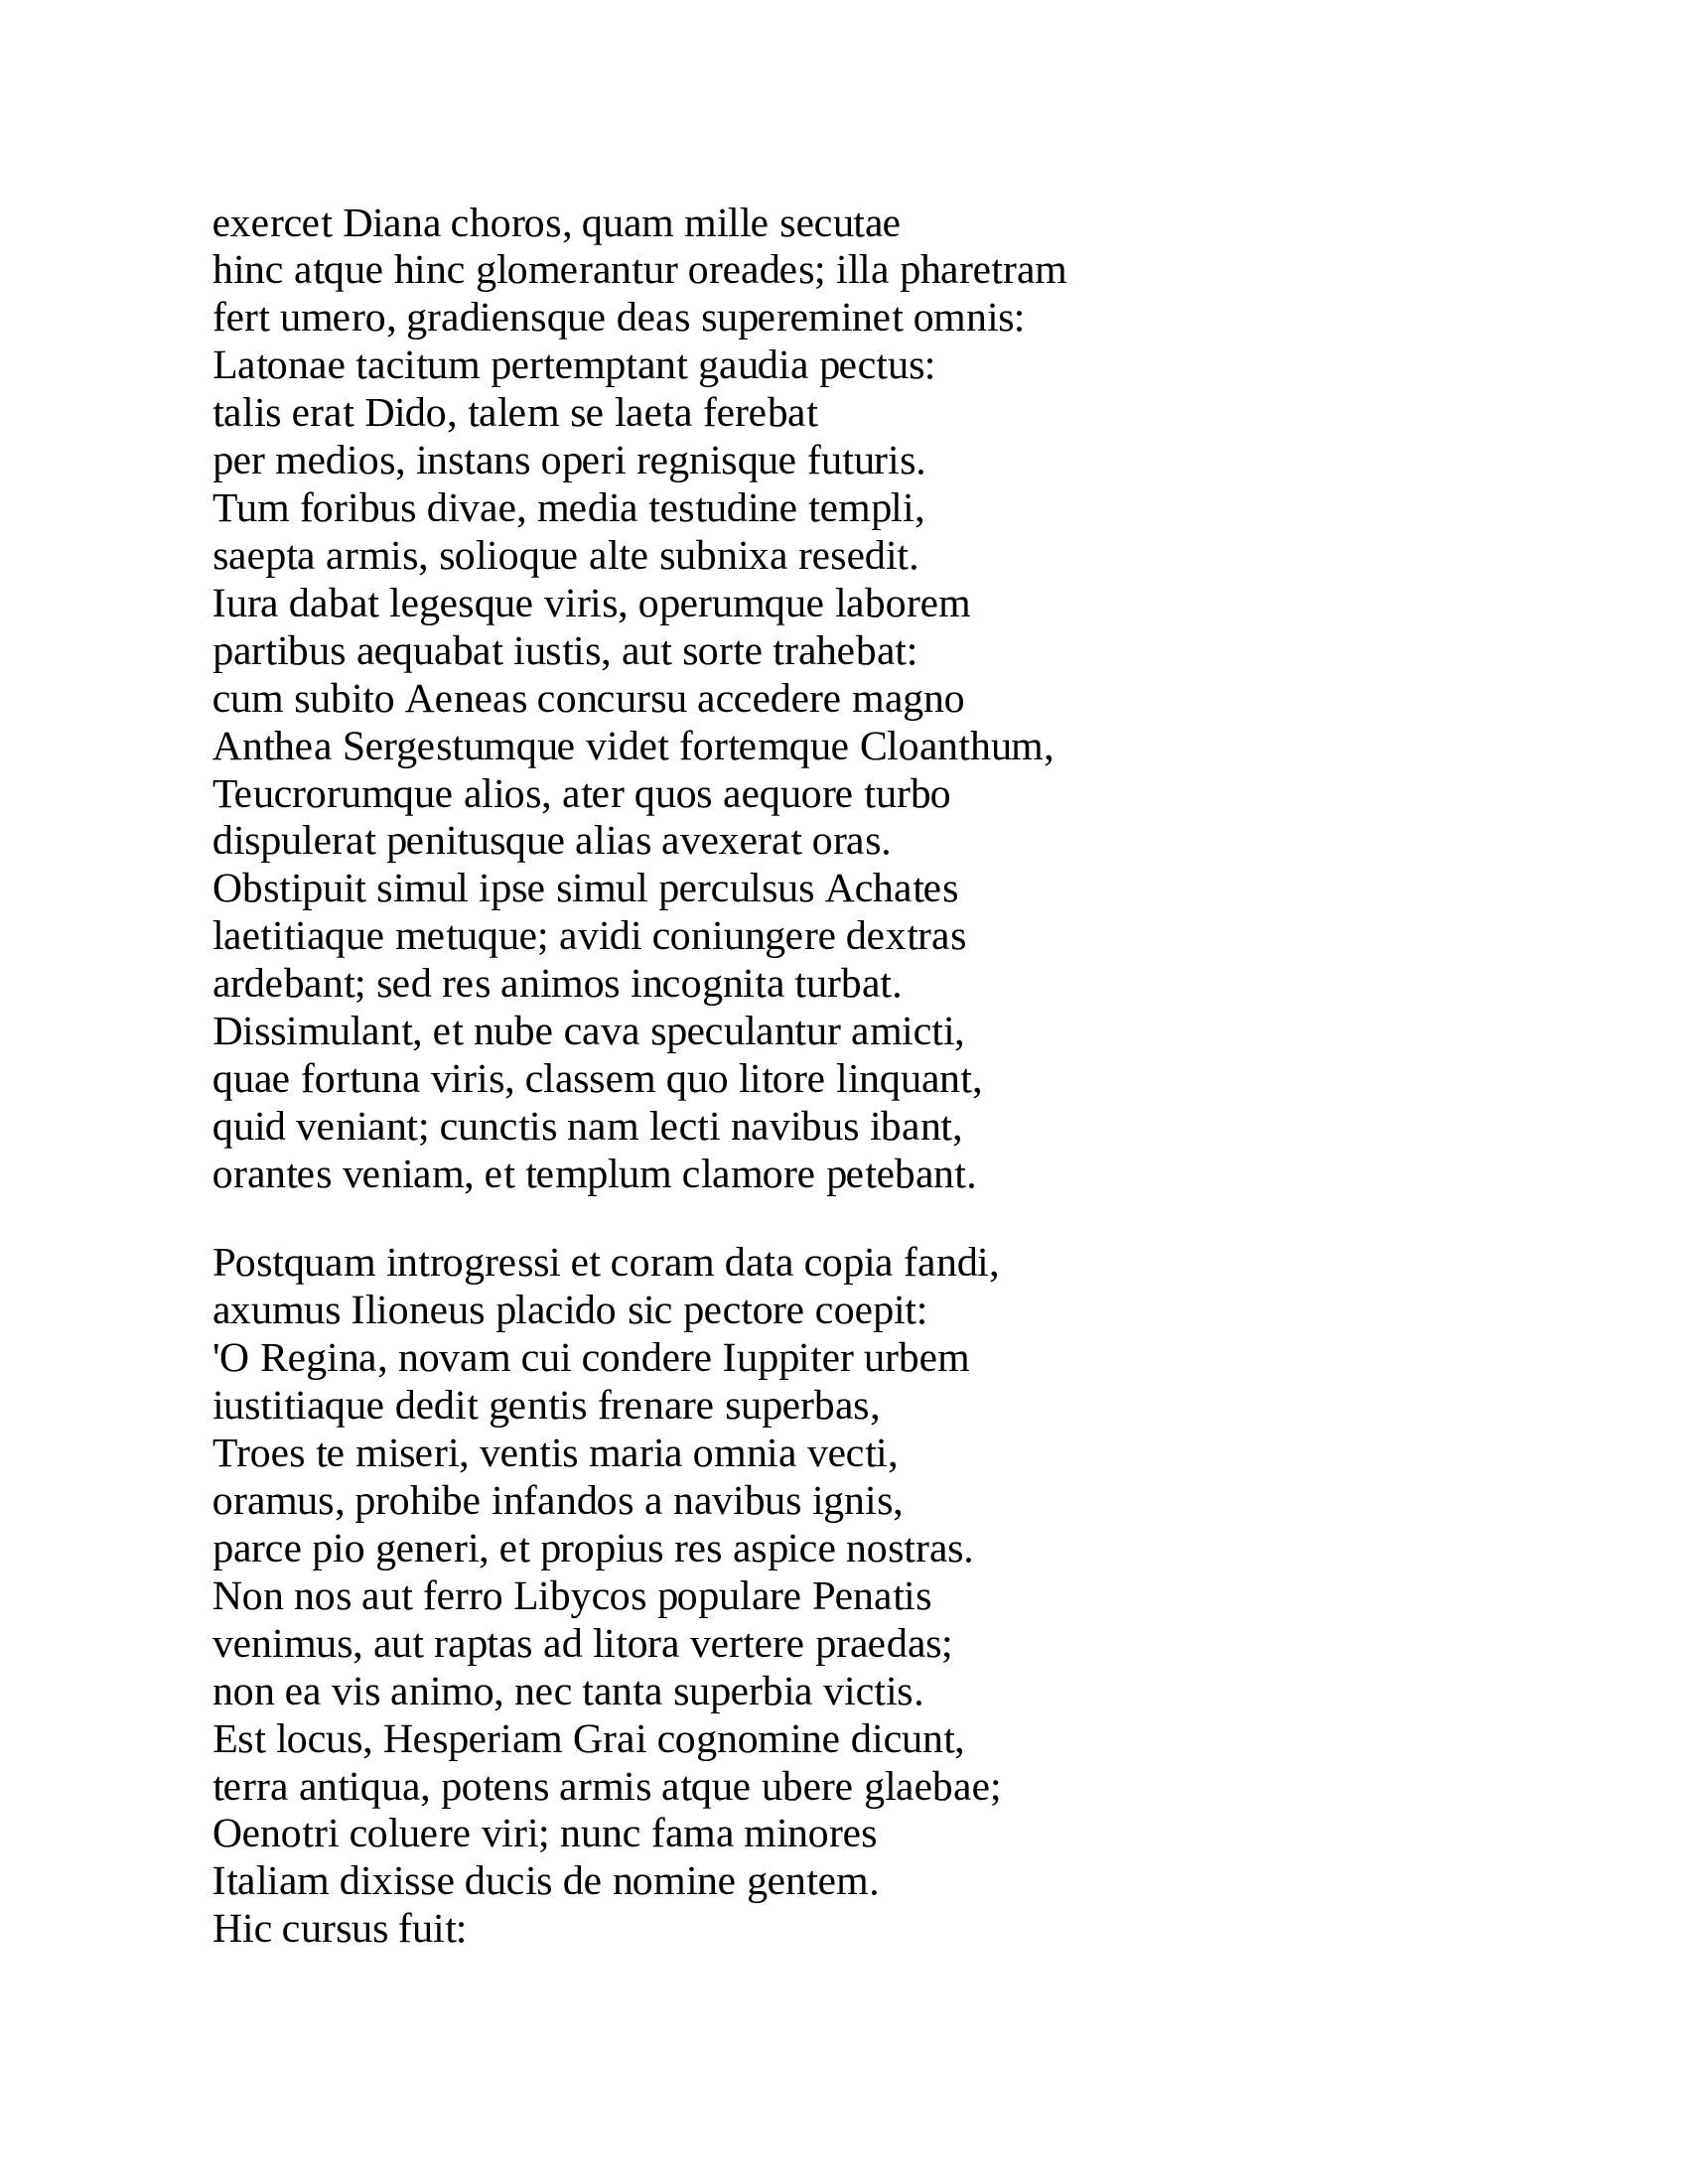 exercet Diana choros, quam mille secutae
hinc atque hinc glomerantur oreades; illa pharetram
fert umero, gradiensque deas supereminet omnis:
Latonae tacitum pertemptant gaudia pectus:
talis erat Dido, talem se laeta ferebat
per medios, instans operi regnisque futuris.
Tum foribus divae, media testudine templi,
saepta armis, solioque alte subnixa resedit.
Iura dabat legesque viris, operumque laborem
partibus aequabat iustis, aut sorte trahebat:
cum subito Aeneas concursu accedere magno
Anthea Sergestumque videt fortemque Cloanthum,
Teucrorumque alios, ater quos aequore turbo
dispulerat penitusque alias avexerat oras.
Obstipuit simul ipse simul perculsus Achates
laetitiaque metuque; avidi coniungere dextras
ardebant; sed res animos incognita turbat.
Dissimulant, et nube cava speculantur amicti,
quae fortuna viris, classem quo litore linquant,
quid veniant; cunctis nam lecti navibus ibant,
orantes veniam, et templum clamore petebant.

Postquam introgressi et coram data copia fandi,
axumus Ilioneus placido sic pectore coepit:
'O Regina, novam cui condere Iuppiter urbem
iustitiaque dedit gentis frenare superbas,
Troes te miseri, ventis maria omnia vecti,
oramus, prohibe infandos a navibus ignis,
parce pio generi, et propius res aspice nostras.
Non nos aut ferro Libycos populare Penatis
venimus, aut raptas ad litora vertere praedas;
non ea vis animo, nec tanta superbia victis.
Est locus, Hesperiam Grai cognomine dicunt,
terra antiqua, potens armis atque ubere glaebae;
Oenotri coluere viri; nunc fama minores
Italiam dixisse ducis de nomine gentem.
Hic cursus fuit: